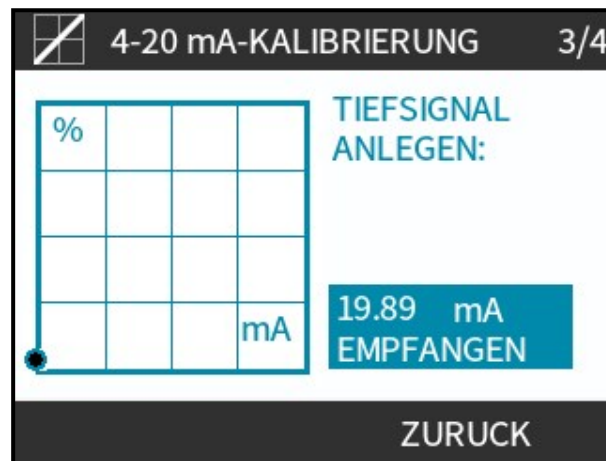 4-20 mA-KALIBRIERUNG 3/4
%
TIEFSIGNAL
ANLEGEN:
mA
19.89 mA
EMPFANGEN
ZURUCK